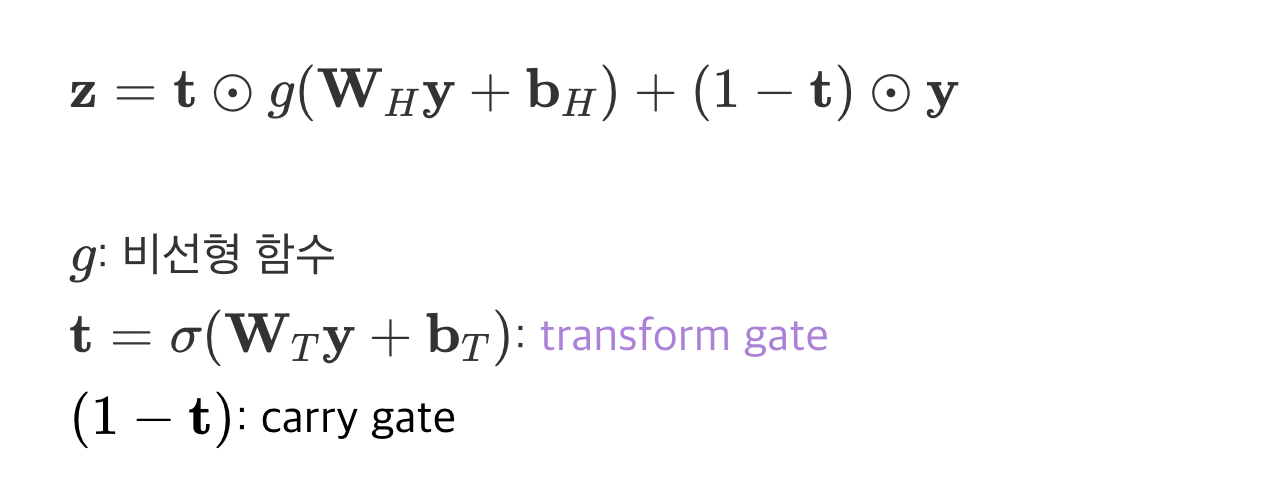 z = t ⊙ g(W_H y + b_H) + (1 − t) ⊙ y
g: 비선형 함수
t = σ(W_T y + b_T): transform gate
(1 − t): carry gate